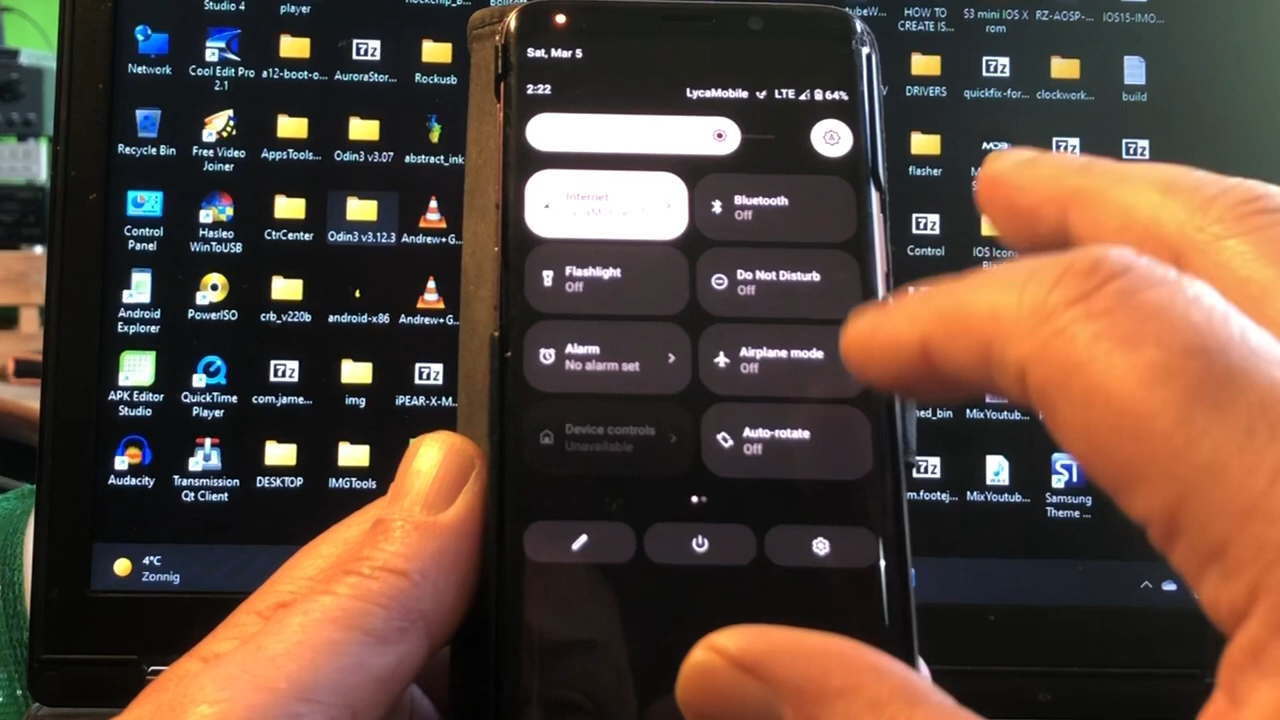 Studio 4
player
Network
Cool Edit Pro
2.1
a12-boot-o...
AuroraStor...
Rockusb
Recycle Bin
Free Video
Joiner
AppsTools...
Odin3 v3.07
abstract_ink
Control
Panel
Hasleo
WinToUSB
CtrCenter
Odin3 v3.12.3
Andrew+G...
Android
Explorer
PowerISO
crb_v220b
android-x86
Andrew+G...
APK Editor
Studio
QuickTime
Player
com.jame...
img
iPEAR-X-M...
Audacity
Transmission
Qt Client
DESKTOP
IMGTools
4°C
Zonnig
Sat, Mar 5
2:22
LycaMobile
LTE
64%
Internet
Bluetooth
Off
Flashlight
Off
Do Not Disturb
Off
Alarm
No alarm set
Airplane mode
Off
Device controls
Unavailable
Auto-rotate
Off
HOW TO
CREATE IS...
S3 mini IOS X
rom
RZ-AOSP-...
IOS15-IMO...
DRIVERS
quickfix-for...
clockwork...
build
flasher
Control
IOS Icon
MixYoutub...
m.footej...
MixYoutub...
Samsung
Theme ...